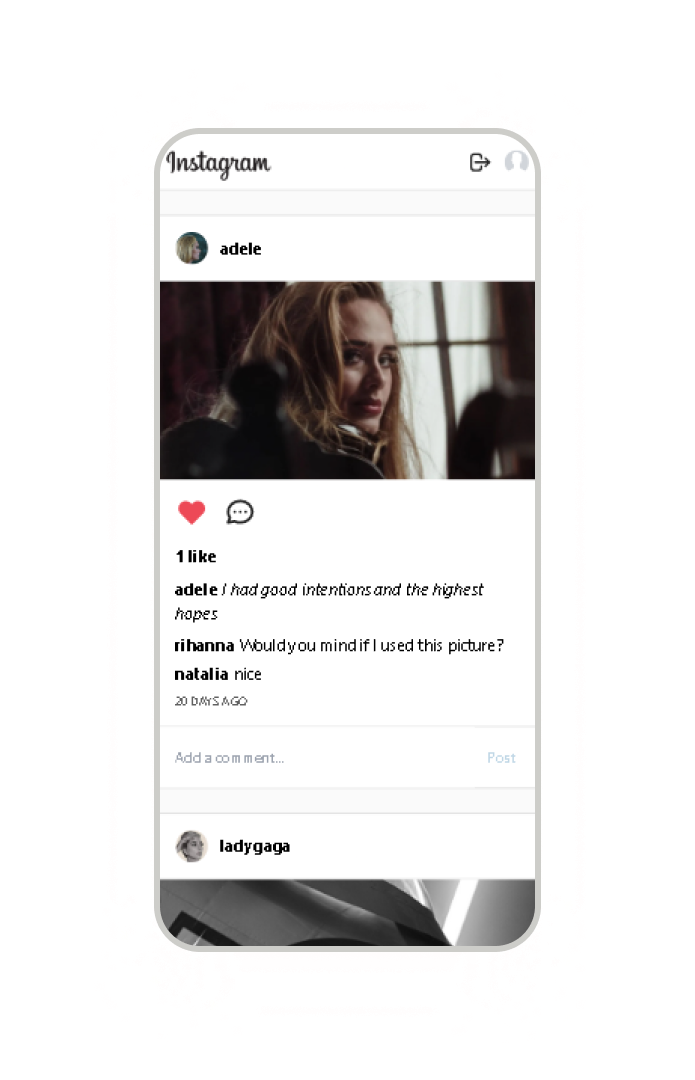 Instagram
adele
1 like
adele I had good intentions and the highest
hopes
rihanna Would you mind if I used this picture?
natalia nice
20 DAYS AGO
Add a comment... Post
ladygaga